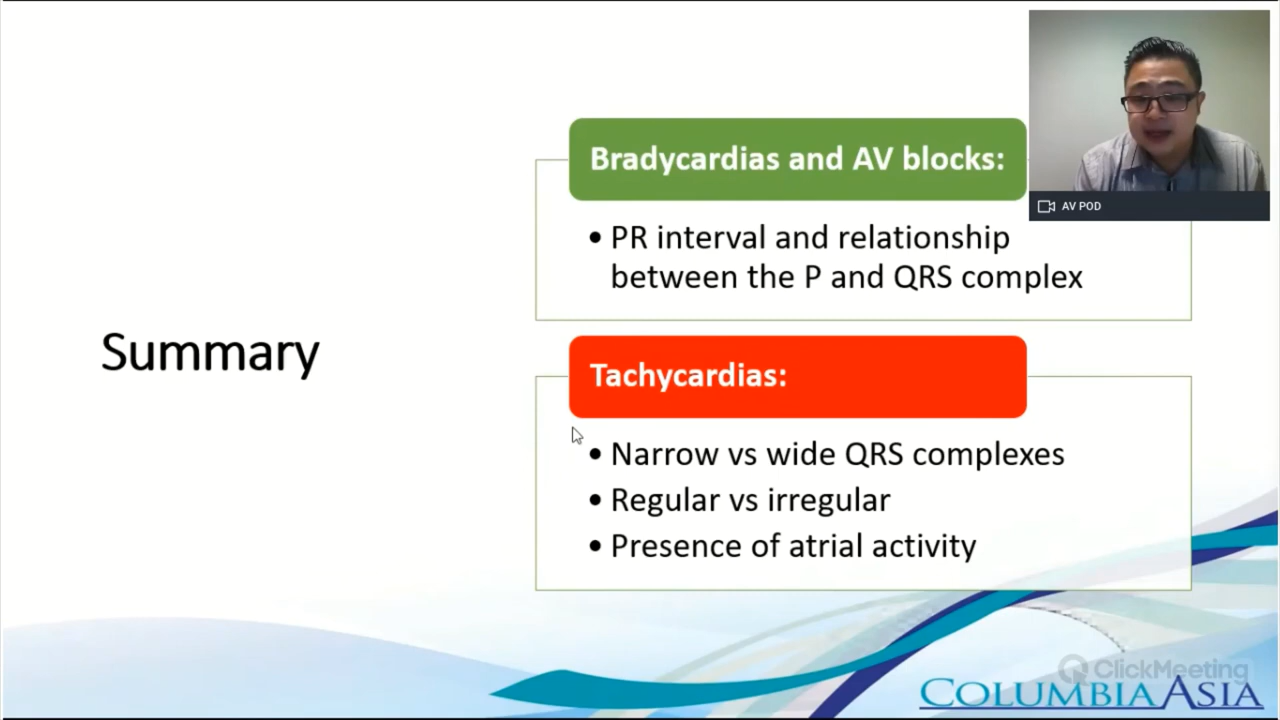 Summary
Bradycardias and AV blocks:
• PR interval and relationship
between the P and QRS complex
Tachycardias:
• Narrow vs wide QRS complexes
• Regular vs irregular
• Presence of atrial activity
AV POD
ClickMeeting
COLUMBIA ASIA